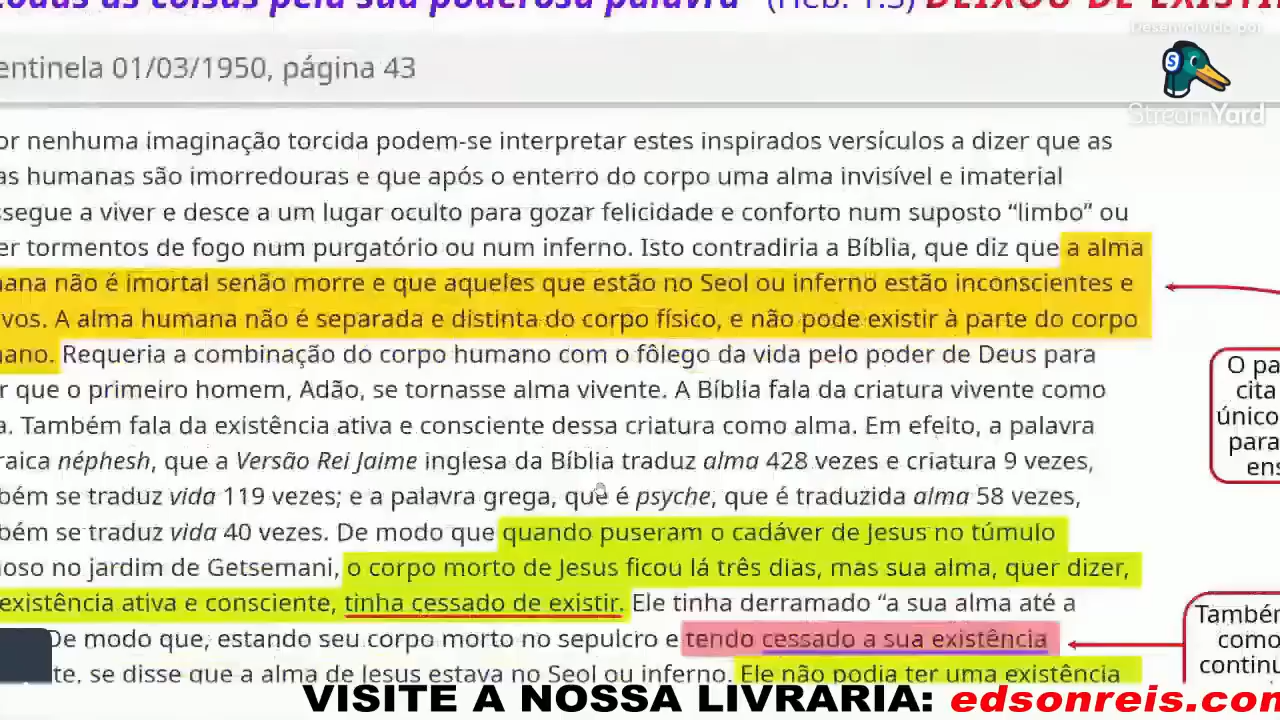 todas as coisas pela sua poderosa palavra" (Heb. 1:3) DEIXOU DE EXISTI
Desenvolvido por
entinela 01/03/1950, página 43
StreamYard
or nenhuma imaginação torcida podem-se interpretar estes inspirados versículos a dizer que as
as humanas são imorredouras e que após o enterro do corpo uma alma invisível e imaterial
ssegue a viver e desce a um lugar oculto para gozar felicidade e conforto num suposto “limbo” ou
er tormentos de fogo num purgatório ou num inferno. Isto contradiria a Bíblia, que diz que a alma
ana não é imortal senão morre e que aqueles que estão no Seol ou inferno estão inconscientes e
vos. A alma humana não é separada e distinta do corpo físico, e não pode existir à parte do corpo
ano. Requeria a combinação do corpo humano com o fôlego da vida pelo poder de Deus para
r que o primeiro homem, Adão, se tornasse alma vivente. A Bíblia fala da criatura vivente como
a. Também fala da existência ativa e consciente dessa criatura como alma. Em efeito, a palavra
raica néphesh, que a Versão Rei Jaime inglesa da Bíblia traduz alma 428 vezes e criatura 9 vezes,
bém se traduz vida 119 vezes; e a palavra grega, que é psyche, que é traduzida alma 58 vezes,
bém se traduz vida 40 vezes. De modo que quando puseram o cadáver de Jesus no túmulo
oso no jardim de Getsemani, o corpo morto de Jesus ficou lá três dias, mas sua alma, quer dizer,
existência ativa e consciente, tinha cessado de existir. Ele tinha derramado “a sua alma até a
De modo que, estando seu corpo morto no sepulcro e tendo cessado a sua existência
te, se disse que a alma de Jesus estava no Seol ou inferno. Ele não podia ter uma existência
O pa
cita
único
para
ens
També
como
contin
VISITE A NOSSA LIVRARIA: edsonreis.con